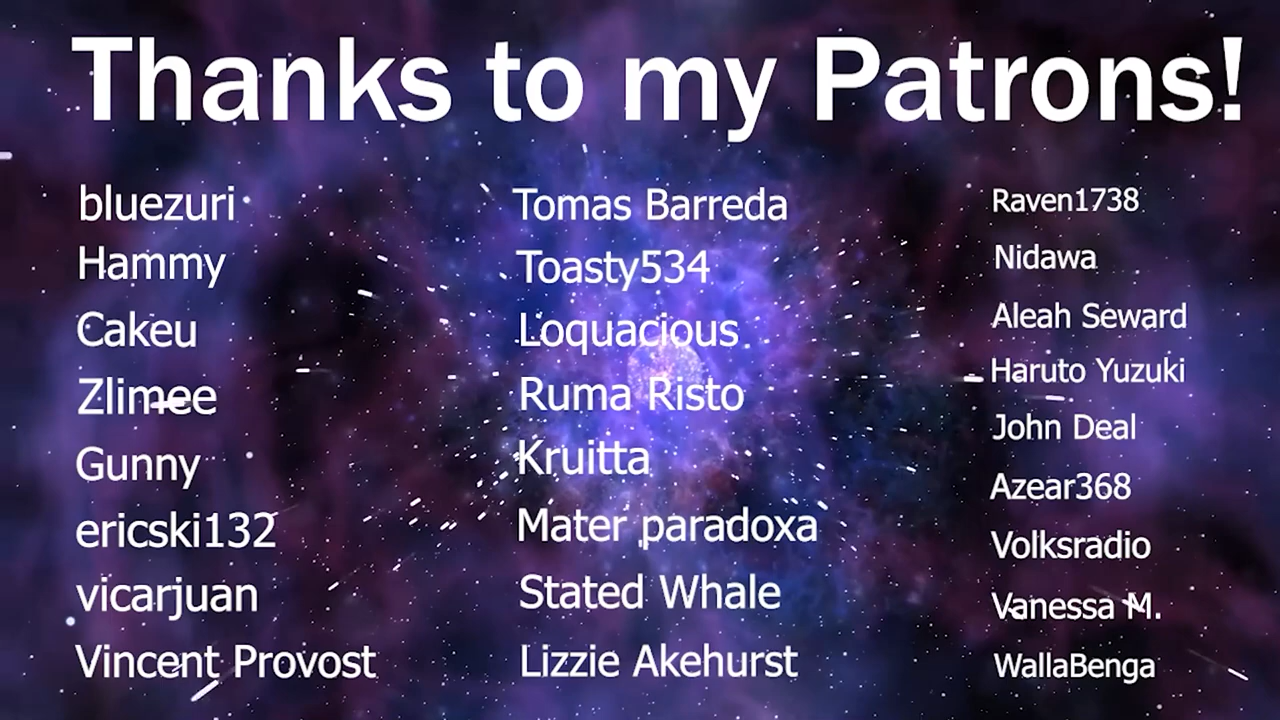 Thanks to my Patrons!
bluezuri
Hammy
Cakeu
Zlimee
Gunny
ericski132
vicarjuan
Vincent Provost
Tomas Barreda
Toasty534
Loquacious
Ruma Risto
Kruitta
Mater paradoxa
Stated Whale
Lizzie Akehurst
Raven1738
Nidawa
Aleah Seward
Haruto Yuzuki
John Deal
Azear368
Volksradio
Vanessa M.
WallaBenga